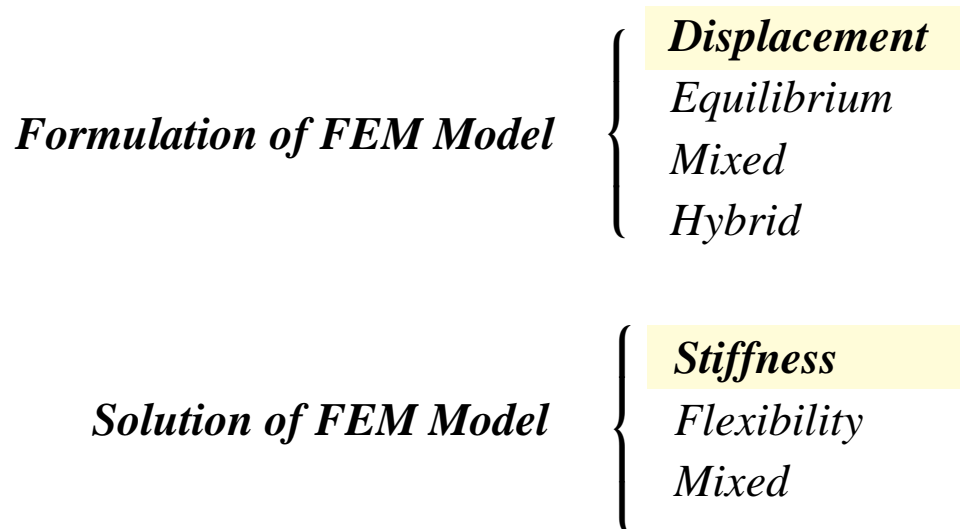 Formulation of FEM Model
Displacement
Equilibrium
Mixed
Hybrid
Solution of FEM Model
Stiffness
Flexibility
Mixed